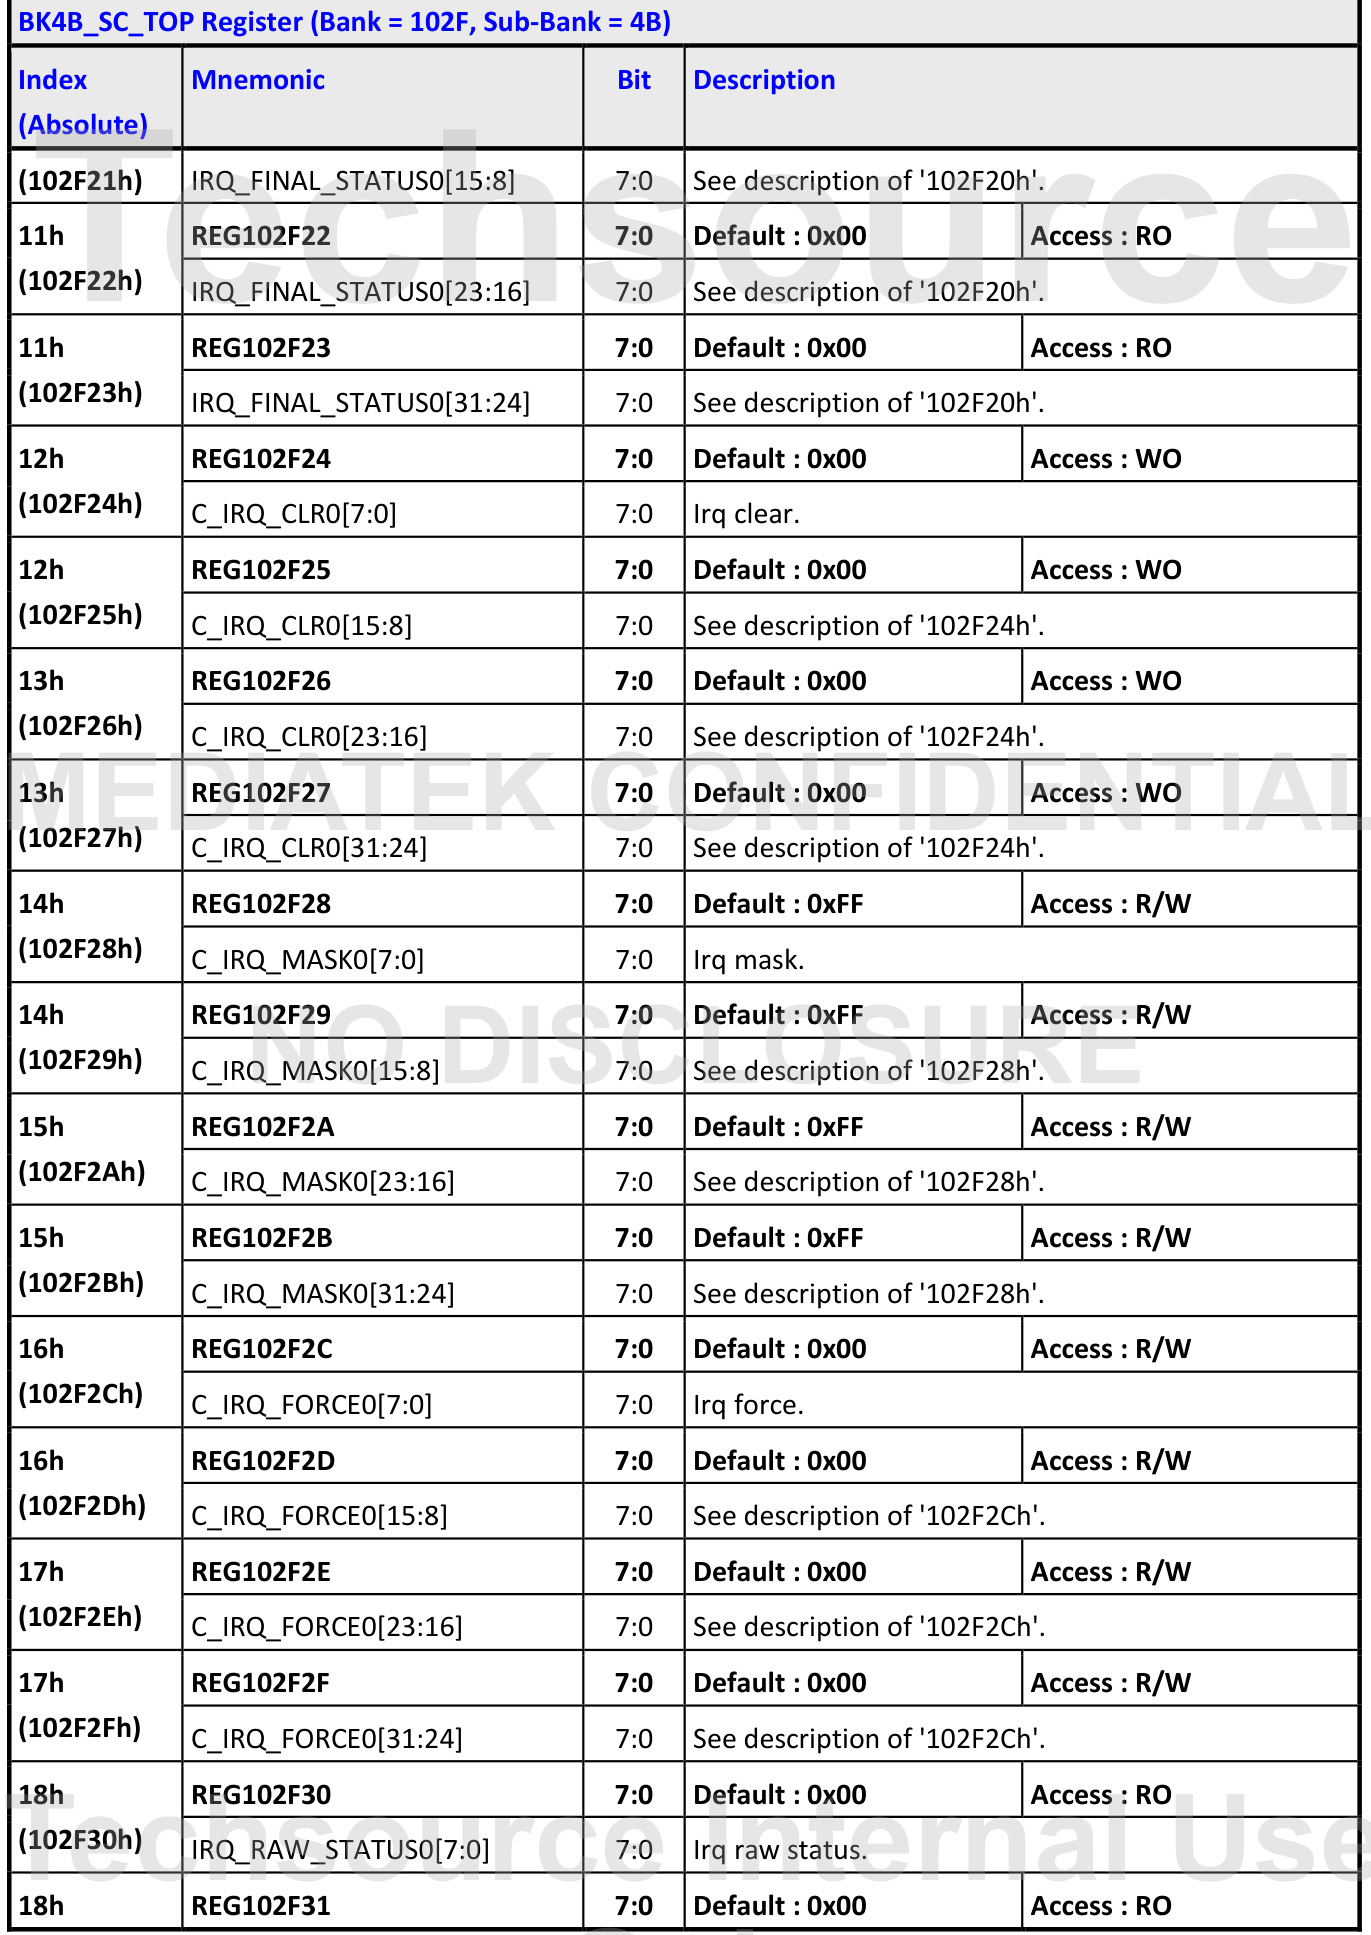 BK4B_SC_TOP Register (Bank = 102F, Sub-Bank = 4B)
Index (Absolute) Mnemonic Bit Description
(102F21h) IRQ_FINAL_STATUS0[15:8] 7:0 See description of '102F20h'.
11h REG102F22 7:0 Default : 0x00 Access : RO
(102F22h) IRQ_FINAL_STATUS0[23:16] 7:0 See description of '102F20h'.
11h REG102F23 7:0 Default : 0x00 Access : RO
(102F23h) IRQ_FINAL_STATUS0[31:24] 7:0 See description of '102F20h'.
12h REG102F24 7:0 Default : 0x00 Access : WO
(102F24h) C_IRQ_CLR0[7:0] 7:0 Irq clear.
12h REG102F25 7:0 Default : 0x00 Access : WO
(102F25h) C_IRQ_CLR0[15:8] 7:0 See description of '102F24h'.
13h REG102F26 7:0 Default : 0x00 Access : WO
(102F26h) C_IRQ_CLR0[23:16] 7:0 See description of '102F24h'.
13h REG102F27 7:0 Default : 0x00 Access : WO
(102F27h) C_IRQ_CLR0[31:24] 7:0 See description of '102F24h'.
14h REG102F28 7:0 Default : 0xFF Access : R/W
(102F28h) C_IRQ_MASK0[7:0] 7:0 Irq mask.
14h REG102F29 7:0 Default : 0xFF Access : R/W
(102F29h) C_IRQ_MASK0[15:8] 7:0 See description of '102F28h'.
15h REG102F2A 7:0 Default : 0xFF Access : R/W
(102F2Ah) C_IRQ_MASK0[23:16] 7:0 See description of '102F28h'.
15h REG102F2B 7:0 Default : 0xFF Access : R/W
(102F2Bh) C_IRQ_MASK0[31:24] 7:0 See description of '102F28h'.
16h REG102F2C 7:0 Default : 0x00 Access : R/W
(102F2Ch) C_IRQ_FORCE0[7:0] 7:0 Irq force.
16h REG102F2D 7:0 Default : 0x00 Access : R/W
(102F2Dh) C_IRQ_FORCE0[15:8] 7:0 See description of '102F2Ch'.
17h REG102F2E 7:0 Default : 0x00 Access : R/W
(102F2Eh) C_IRQ_FORCE0[23:16] 7:0 See description of '102F2Ch'.
17h REG102F2F 7:0 Default : 0x00 Access : R/W
(102F2Fh) C_IRQ_FORCE0[31:24] 7:0 See description of '102F2Ch'.
18h REG102F30 7:0 Default : 0x00 Access : RO
(102F30h) IRQ_RAW_STATUS0[7:0] 7:0 Irq raw status.
18h REG102F31 7:0 Default : 0x00 Access : RO
Techsource
MEDIATEK CONFIDENTIAL
NO DISCLOSURE
Techsource Internal Use